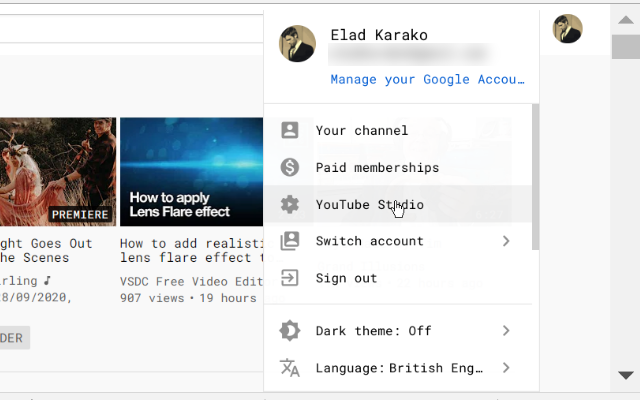 Elad Karako
Manage your Google Accou…
Your channel
Paid memberships
YouTube Studio
Switch account
Sign out
Dark theme: Off
Language: British Eng…
PREMIERE
ght Goes Out
he Scenes
rling
8/09/2020,
DER
How to apply
Lens Flare effect
How to add realisti
lens flare effect t
VSDC Free Video Edit
907 views • 19 hours